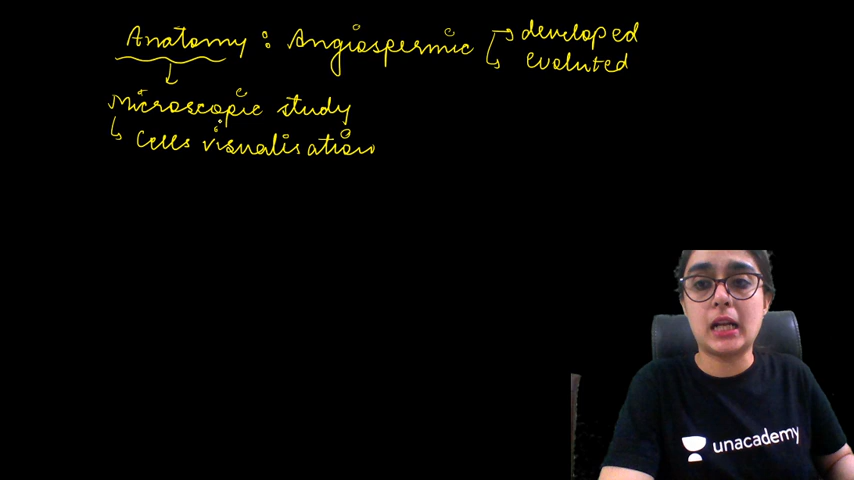 Anatomy : Angiospermic
developed
evoluted
Microscopic study
Cells visualisation
unacademy